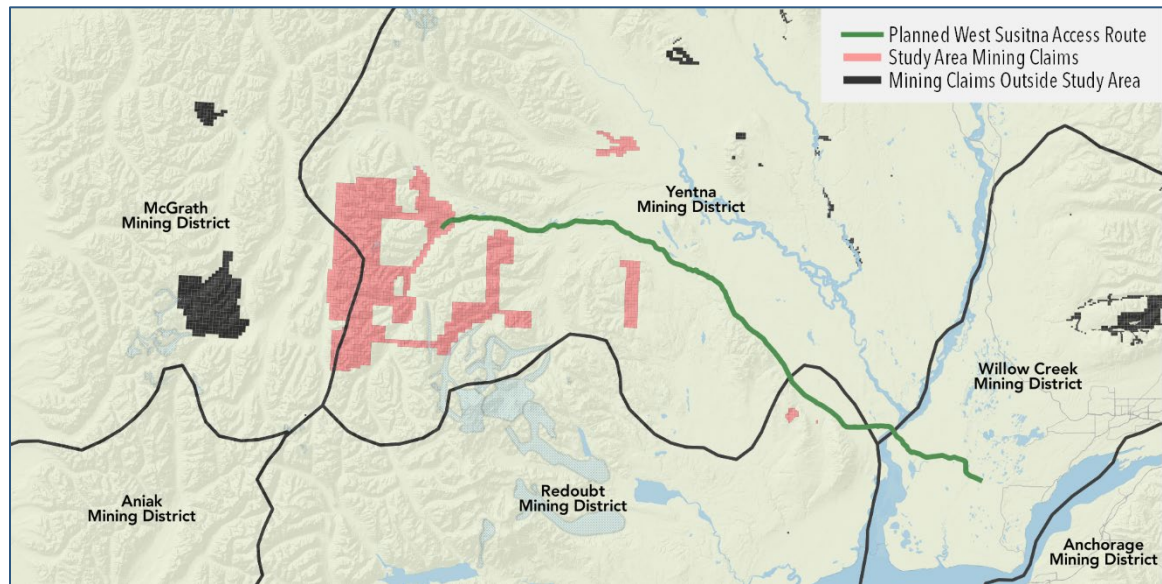 Planned West Susitna Access Route
Study Area Mining Claims
Mining Claims Outside Study Area
McGrath
Mining District
Yentna
Mining District
Willow Creek
Mining District
Aniak
Mining District
Redoubt
Mining District
Anchorage
Mining District